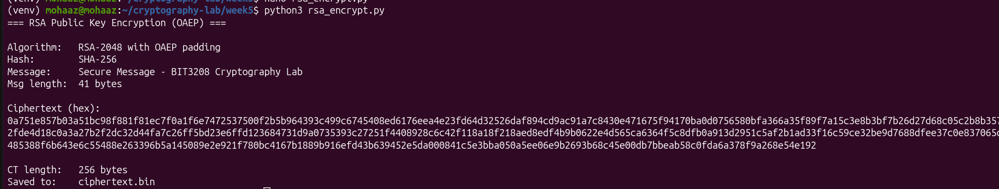 (venv) mohaaz@mohaaz:~/cryptography-lab/week5$ nano rsa_encrypt.py
(venv) mohaaz@mohaaz:~/cryptography-lab/week5$ python3 rsa_encrypt.py
=== RSA Public Key Encryption (OAEP) ===
Algorithm:   RSA-2048 with OAEP padding
Hash:        SHA-256
Message:     Secure Message - BIT3208 Cryptography Lab
Msg length:  41 bytes
Ciphertext (hex):
0a751e857b03a51bc98f881f81ec7f0a1f6e7472537500f2b5b964393c499c6745408ed6176eea4e23fd64d32526daf894cd9ac91a7c8430e471675f94170ba0d0756580bfa366a35f89f7a15c3e8b3bf7b26d27d68c05c2b8b357
2fde4d18c0a3a27b2f2dc32d44fa7c26ff5bd23e6ffd123684731d9a0735393c27251f4408928c6c42f118a18f218aed8edf4b9b0622e4d565ca6364f5c8dfb0a913d2951c5af2b1ad33f16c59ce32be9d7688dfee37c0e837065c
485388f6b643e6c55488e263396b5a145089e2e921f780bc4167b1889b916efd43b639452e5da000841c5e3bba050a5ee06e9b2693b68c45e00db7bbeab58c0fda6a378f9a268e54e192
CT length:   256 bytes
Saved to:    ciphertext.bin